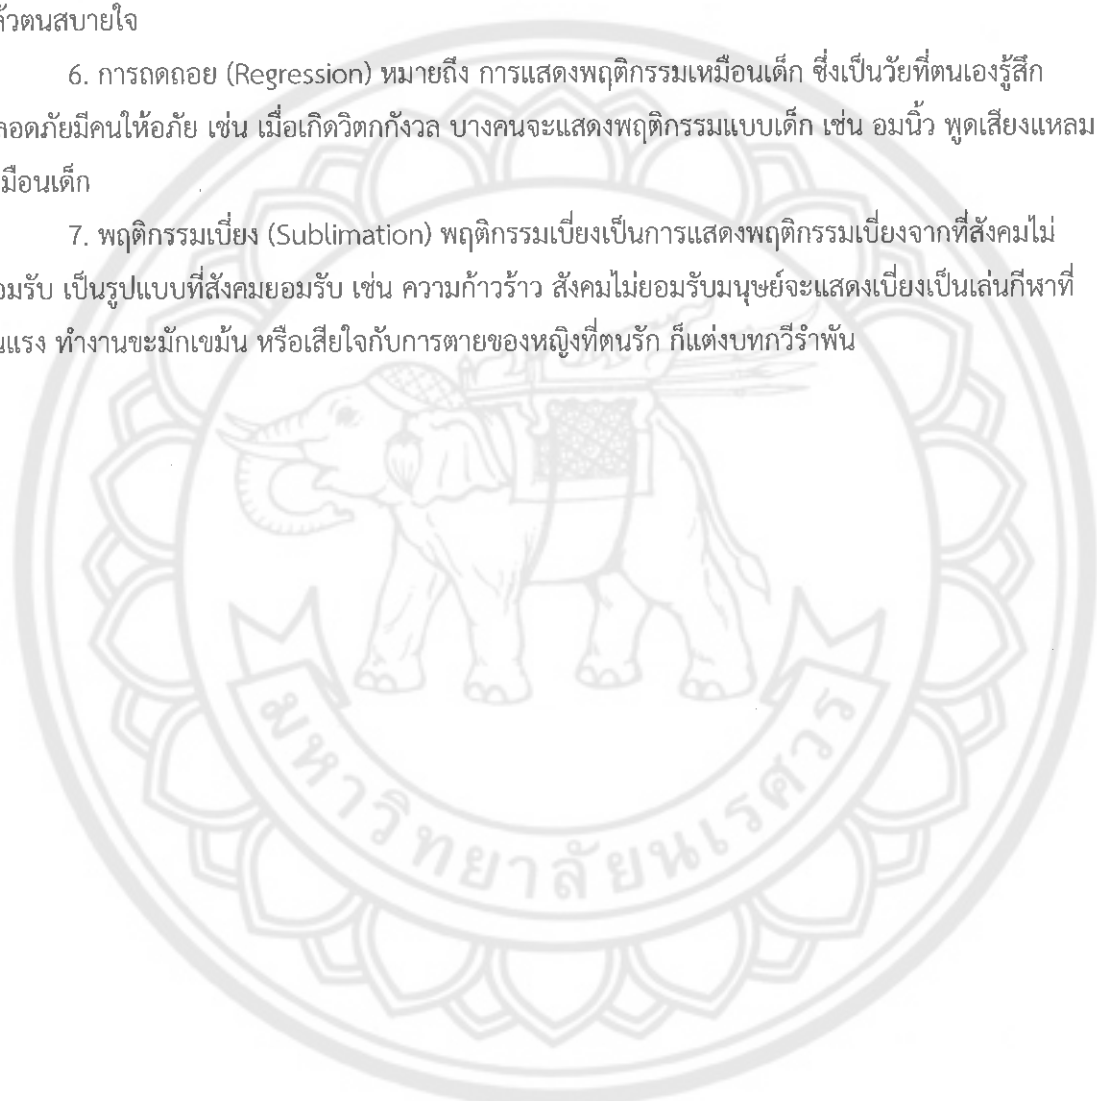 ล้วตนสบายใจ
6. การถดถอย (Regression) หมายถึง การแสดงพฤติกรรมเหมือนเด็ก ซึ่งเป็นวัยที่ตนเองรู้สึก
ลอดภัยมีคนให้อภัย เช่น เมื่อเกิดวิตกกังวล บางคนจะแสดงพฤติกรรมแบบเด็ก เช่น อมนิ้ว พูดเสียงแหลม
มือนเด็ก
7. พฤติกรรมเบี่ยง (Sublimation) พฤติกรรมเบี่ยงเป็นการแสดงพฤติกรรมเบี่ยงจากที่สังคมไม่
อมรับ เป็นรูปแบบที่สังคมยอมรับ เช่น ความก้าวร้าว สังคมไม่ยอมรับมนุษย์จะแสดงเบี่ยงเป็นเล่นกีฬาที่
นแรง ทำงานขะมักเขม้น หรือเสียใจกับการตายของหญิงที่ตนรัก ก็แต่งบทกวีรำพัน
มหาวิทยาลัยนเรศวร